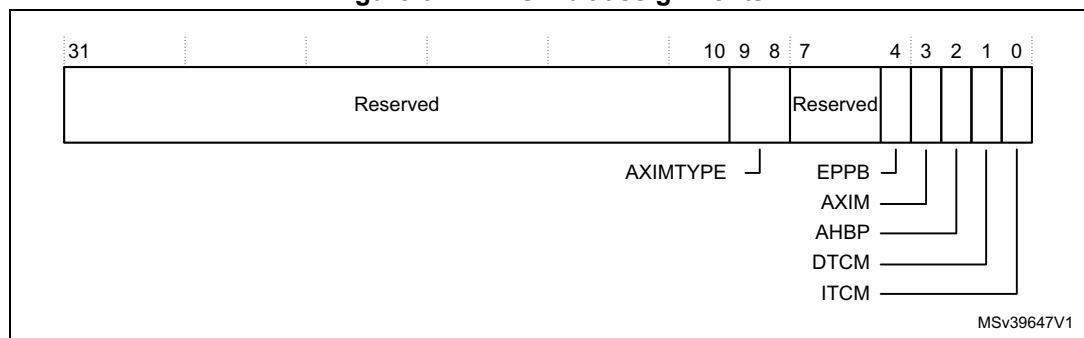 31 10 9 8 7 4 3 2 1 0
Reserved Reserved
AXIMTYPE EPPB
AXIM
AHBP
DTCM
ITCM
MSv39647V1